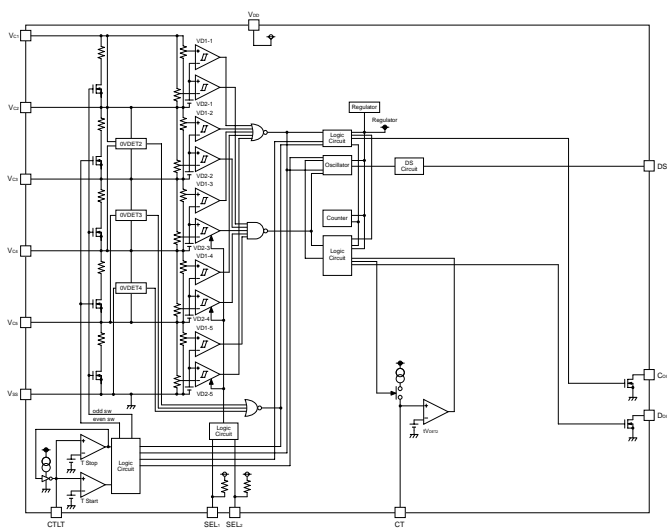 VDD
VC1
VD1-1
VD2-1
Regulator
VC2
VD1-2
Regulator
0VDET2
Logic
Circuit
VD2-2
Oscillator
DS
Circuit
DS
VC3
VD1-3
0VDET3
Counter
VD2-3
VC4
VD1-4
Logic
Circuit
0VDET4
VD2-4
VC5
VD1-5
VD2-5
VSS
odd sw
even sw
Logic
Circuit
T Stop
Logic
Circuit
T Start
CTLT
SEL1
SEL2
CT